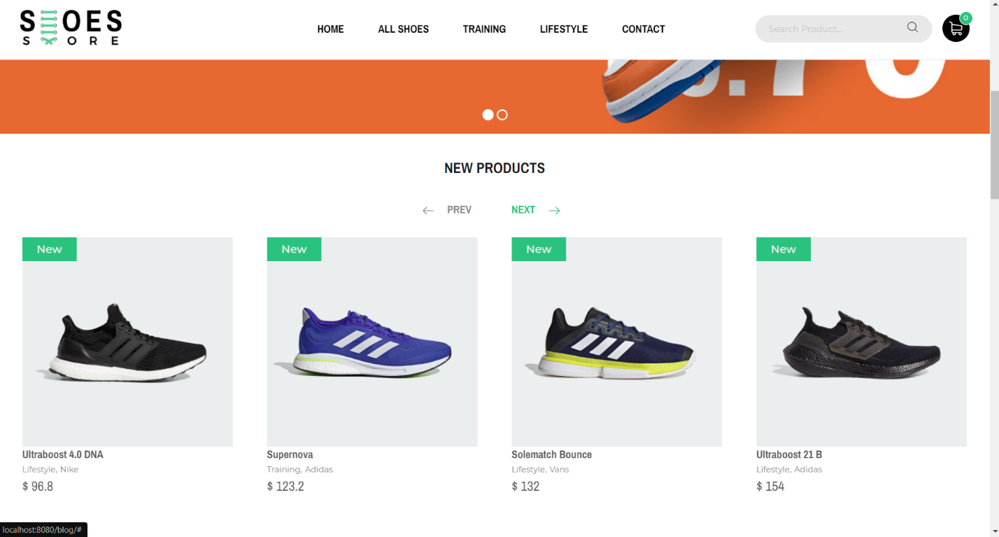 SHOES
STORE
HOME ALL SHOES TRAINING LIFESTYLE CONTACT
Search Product...
0
NEW PRODUCTS
PREV NEXT
New New New New
Ultraboost 4.0 DNA Supernova Solematch Bounce Ultraboost 21 B
Lifestyle, Nike Training, Adidas Lifestyle, Vans Lifestyle, Adidas
$ 96.8 $ 123.2 $ 132 $ 154
localhost:8080/blog/#